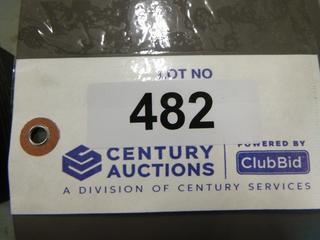 LOT NO
482
CENTURY
AUCTIONS
POWERED BY
ClubBid
A DIVISION OF CENTURY SERVICES